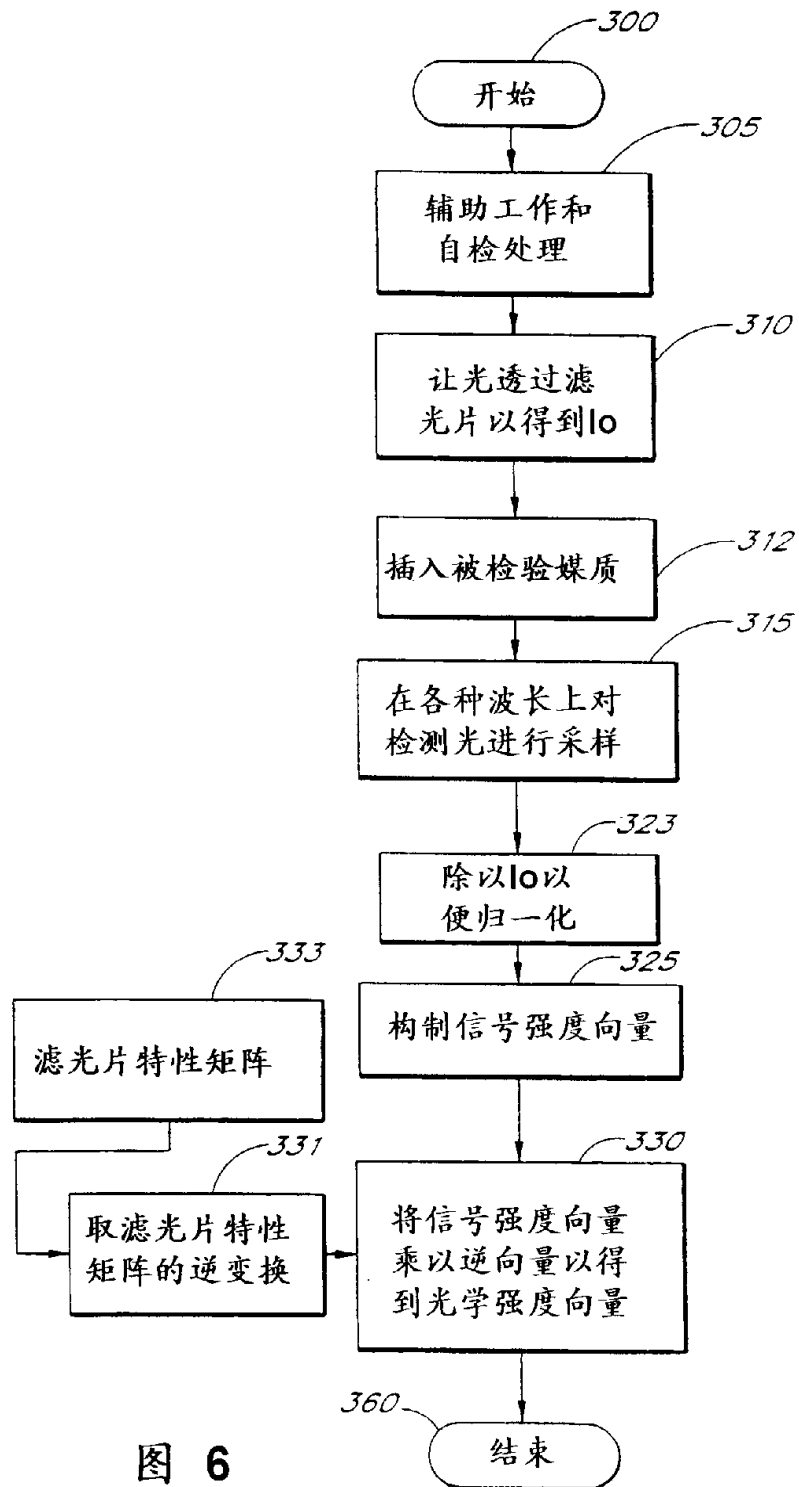 300
开始
305
辅助工作和
自检处理
310
让光透过滤
光片以得到Io
312
插入被检验媒质
315
在各种波长上对
检测光进行采样
323
除以Io以
便归一化
325
构制信号强度向量
333
滤光片特性矩阵
331
取滤光片特性
矩阵的逆变换
330
将信号强度向量
乘以逆向量以得
到光学强度向量
360
结束
图 6